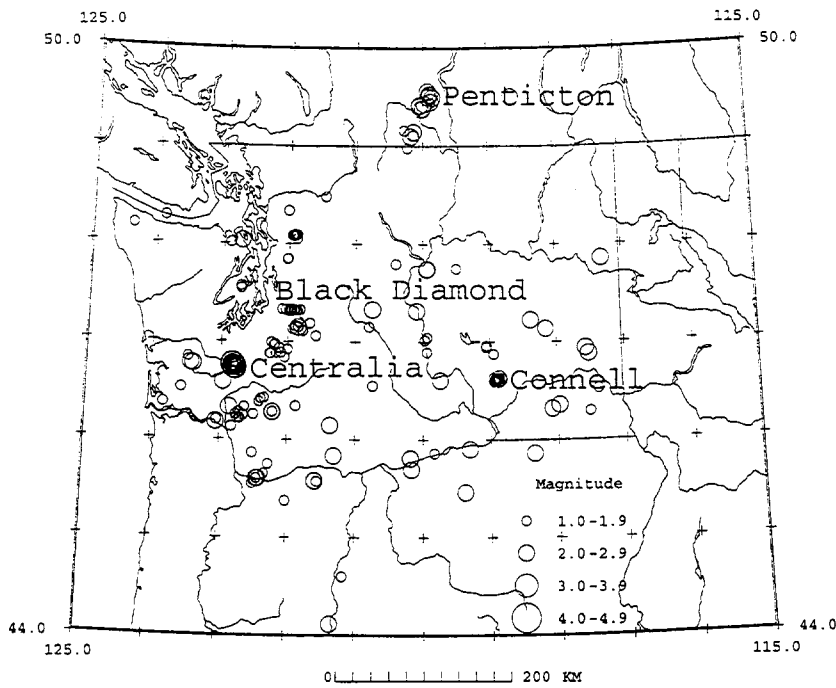 125.0 125.0
50.0 50.0
Penticton
Black Diamond
Centralia
Connell
Magnitude
1.0-1.9
2.0-2.9
3.0-3.9
4.0-4.9
44.0 44.0
125.0 115.0
0 200 KM